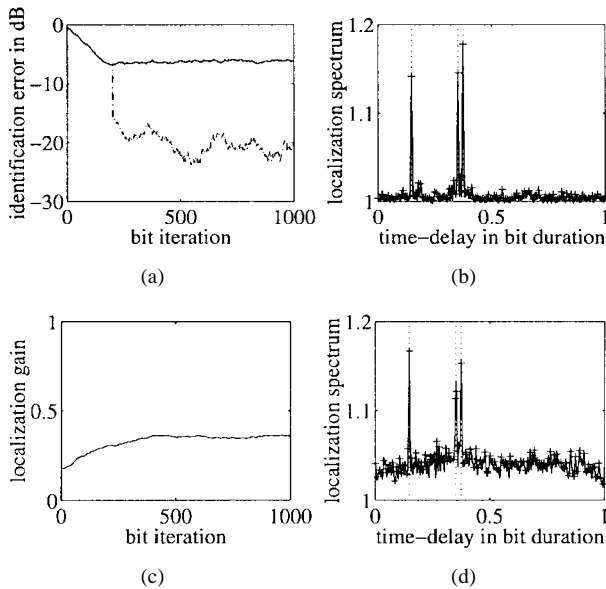 identification error in dB
0
−10
−20
−30
0
500
1000
bit iteration
(a)
localization spectrum
1.2
1.1
1
0
0.5
1
time−delay in bit duration
(b)
localization gain
1
0.5
0
0
500
1000
bit iteration
(c)
localization spectrum
1.2
1.1
1
0
0.5
1
time−delay in bit duration
(d)